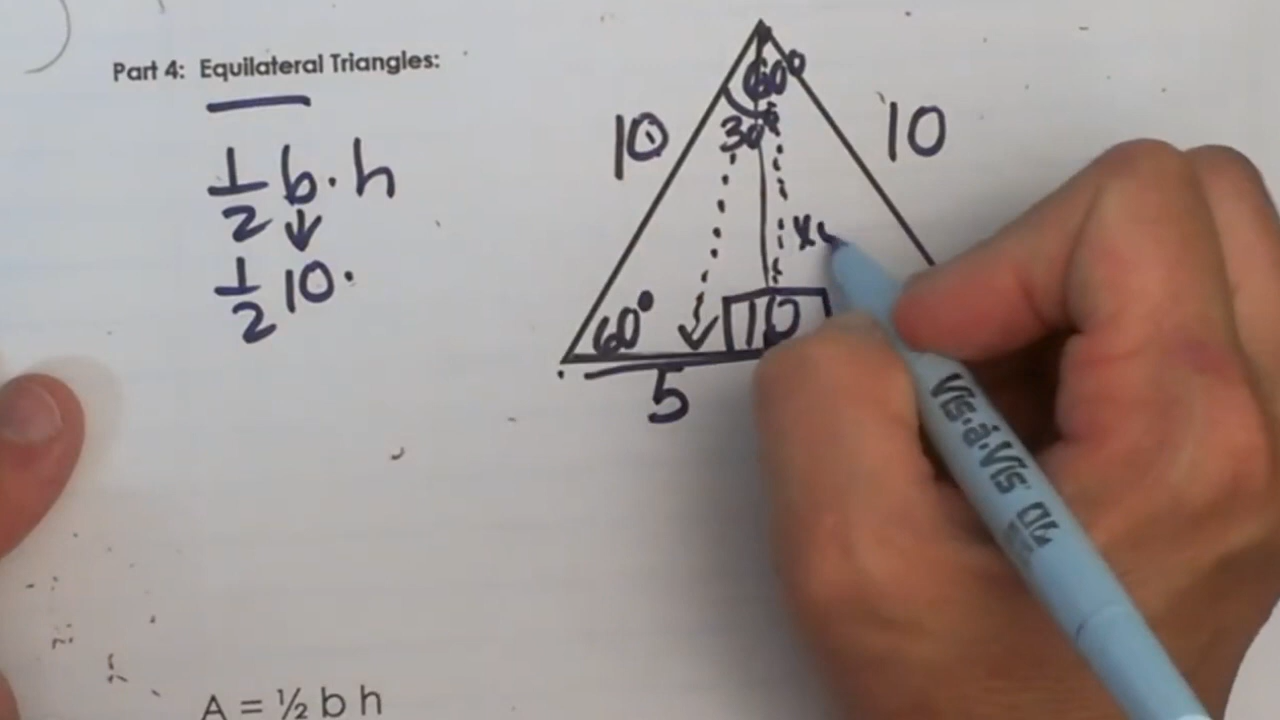 Part 4: Equilateral Triangles:
60°
10
30°
10
1/2 b · h
x
1/2 10 ·
60°
10
5
Vis·à·Vis
A = ½ b h